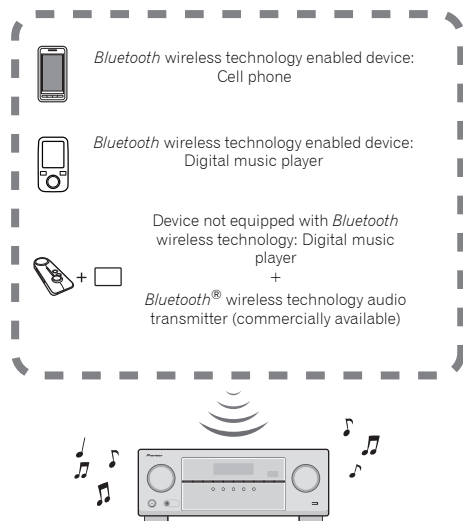 Bluetooth wireless technology enabled device:
Cell phone
Bluetooth wireless technology enabled device:
Digital music player
Device not equipped with Bluetooth
wireless technology: Digital music
player
+
+
Bluetooth® wireless technology audio
transmitter (commercially available)
Pioneer